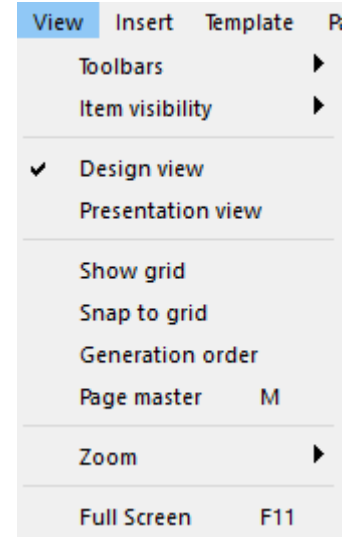 View Insert Template
Toolbars
Item visibility
Design view
Presentation view
Show grid
Snap to grid
Generation order
Page master M
Zoom
Full Screen F11